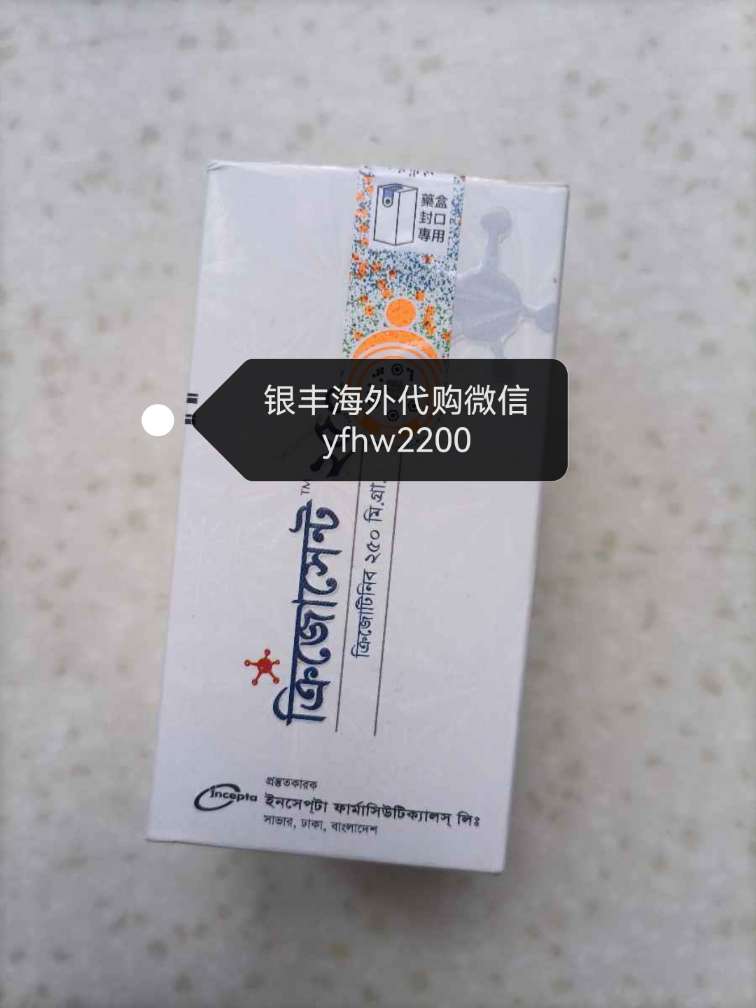 藥盒
封口
專用
银丰海外代购微信
yfhw2200
ক্রিজোসেন্ট™
ক্রিজোটিনিব ২৫০ মি.গ্রা.
Incepta
প্রস্তুতকারক
ইনসেপ্‌টা ফার্মাসিউটিক্যালস্ লিঃ
সাভার, ঢাকা, বাংলাদেশ